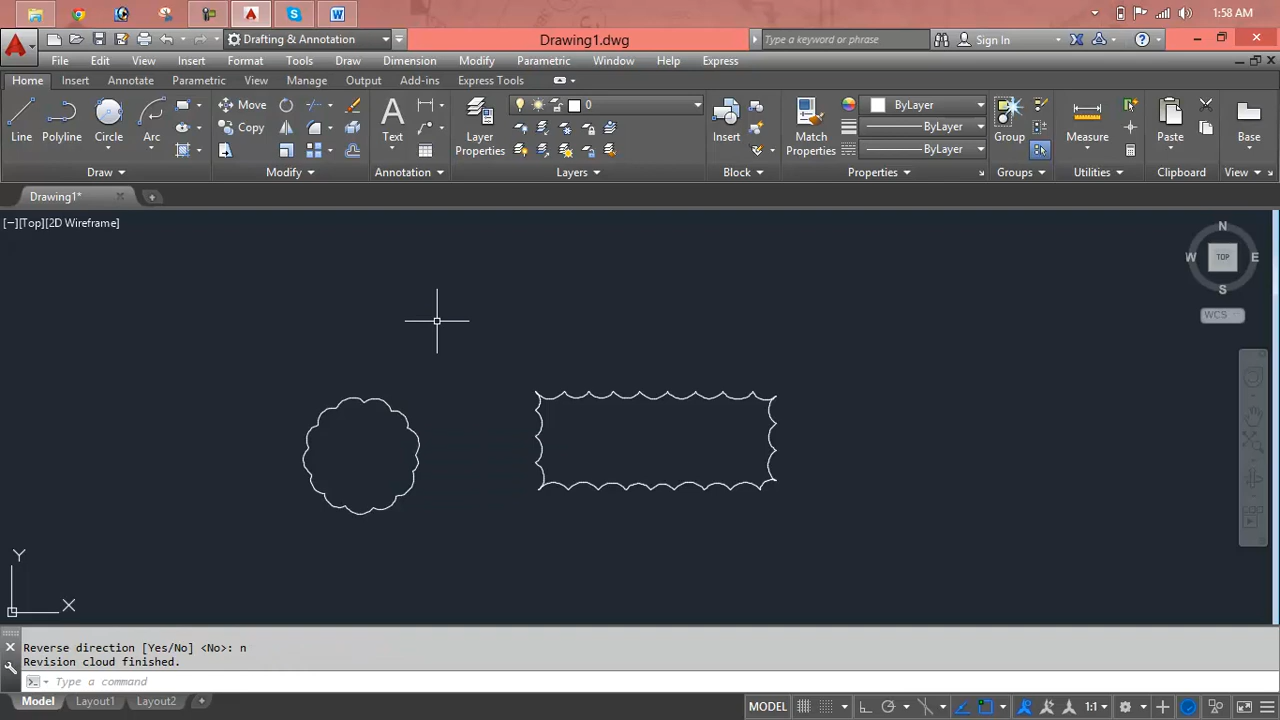 1:58 AM
Drafting & Annotation
Drawing1.dwg
Type a keyword or phrase
Sign In
File Edit View Insert Format Tools Draw Dimension Modify Parametric Window Help Express
Home Insert Annotate Parametric View Manage Output Add-ins Express Tools
Move
0
ByLayer
Copy
ByLayer
Line Polyline Circle Arc Text Layer Properties Insert Match Properties Group Measure Paste Base
ByLayer
Draw Modify Annotation Layers Block Properties Groups Utilities Clipboard View
Drawing1*
[−][Top][2D Wireframe]
N
W TOP E
S
WCS
Y
X
Reverse direction [Yes/No] <No>: n
Revision cloud finished.
Type a command
Model Layout1 Layout2
MODEL 1:1